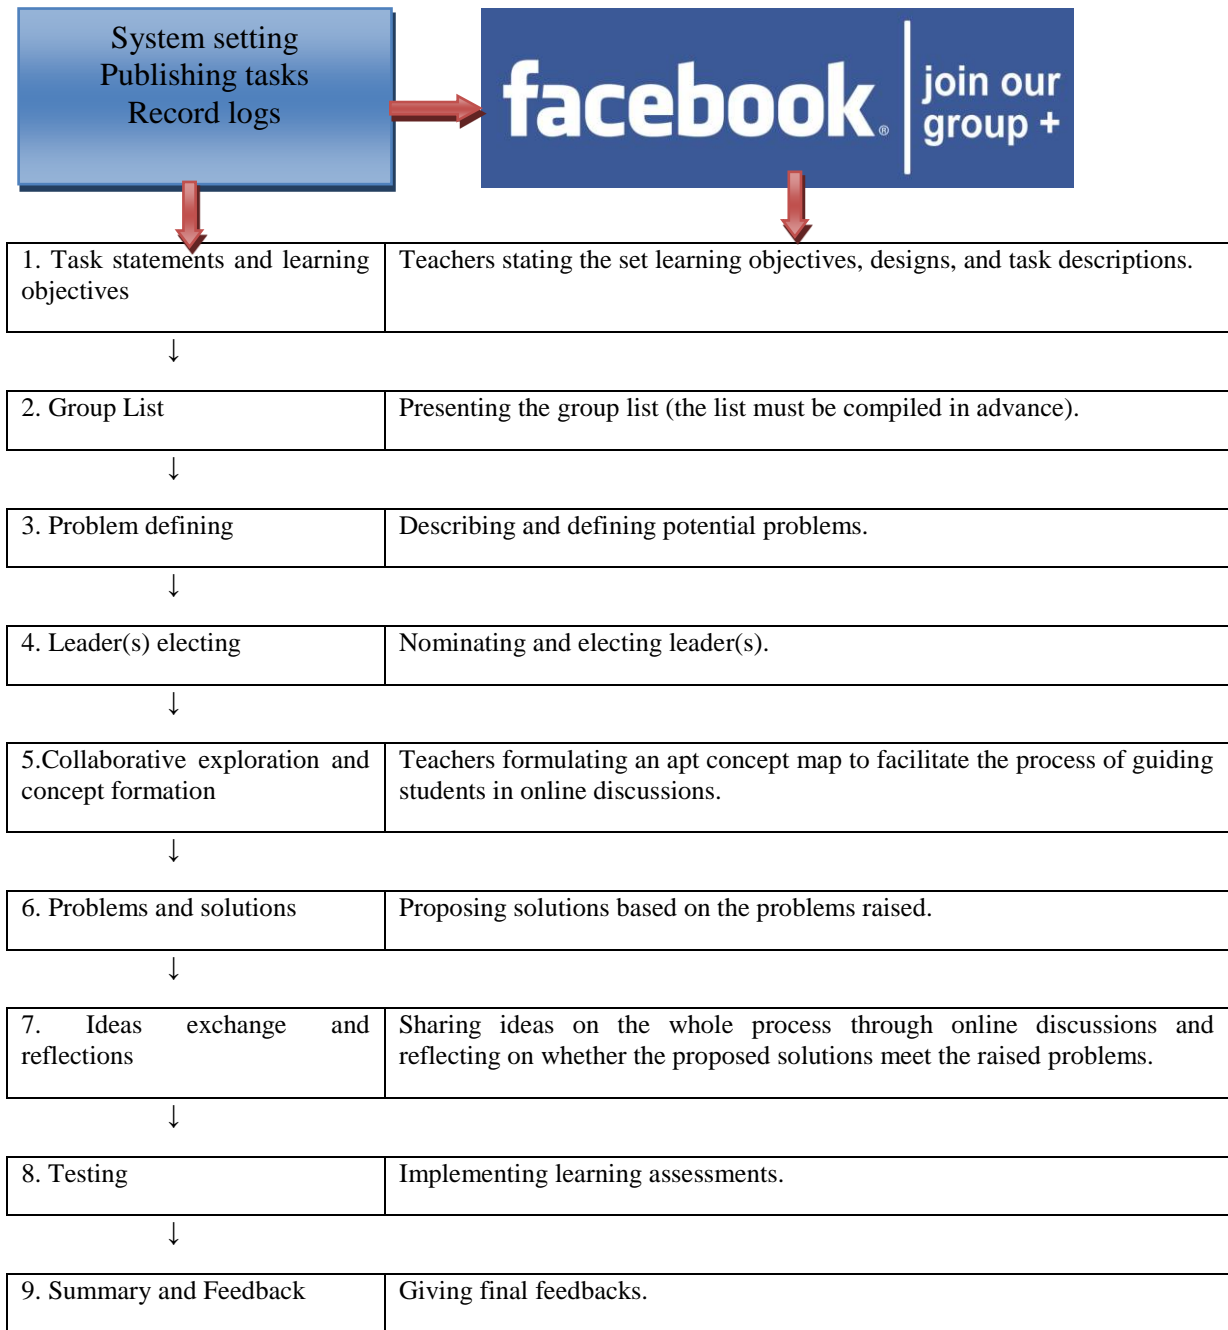 System setting
Publishing tasks
Record logs
facebook®
join our
group +
1. Task statements and learning
objectives
Teachers stating the set learning objectives, designs, and task descriptions.
↓
2. Group List
Presenting the group list (the list must be compiled in advance).
↓
3. Problem defining
Describing and defining potential problems.
↓
4. Leader(s) electing
Nominating and electing leader(s).
↓
5.Collaborative exploration and
concept formation
Teachers formulating an apt concept map to facilitate the process of guiding
students in online discussions.
↓
6. Problems and solutions
Proposing solutions based on the problems raised.
↓
7. Ideas exchange and
reflections
Sharing ideas on the whole process through online discussions and
reflecting on whether the proposed solutions meet the raised problems.
↓
8. Testing
Implementing learning assessments.
↓
9. Summary and Feedback
Giving final feedbacks.